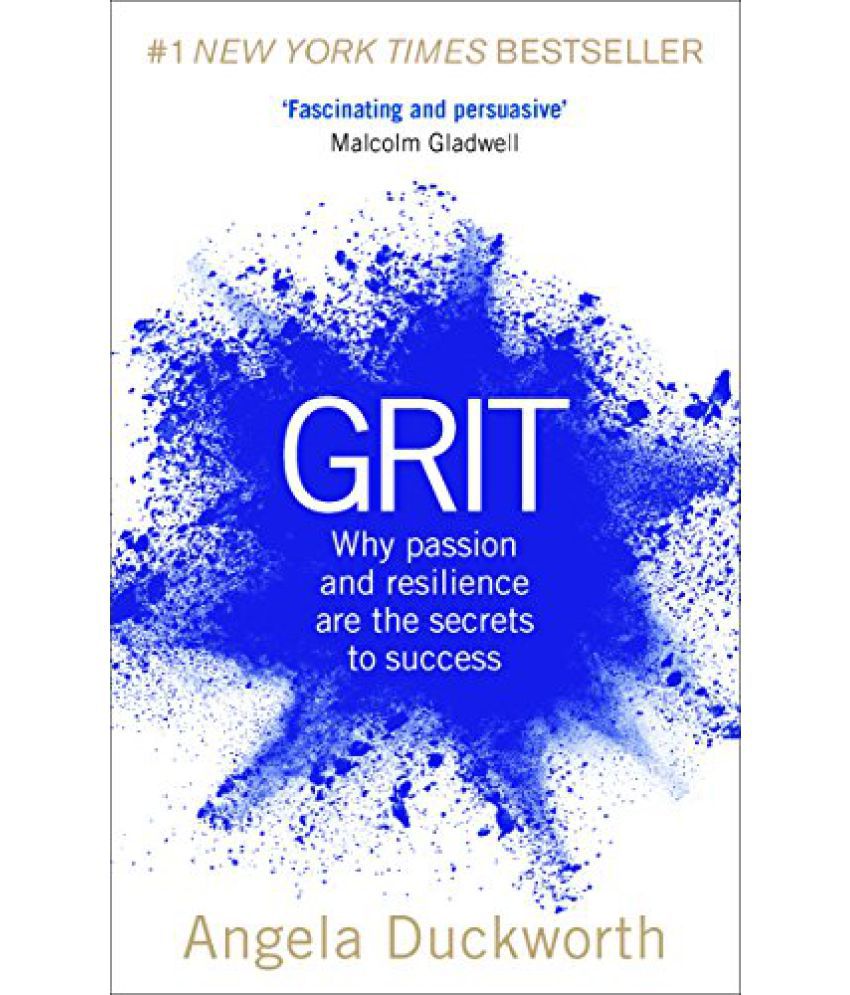 #1 NEW YORK TIMES BESTSELLER
‘Fascinating and persuasive’
Malcolm Gladwell
GRIT
Why passion
and resilience
are the secrets
to success
Angela Duckworth